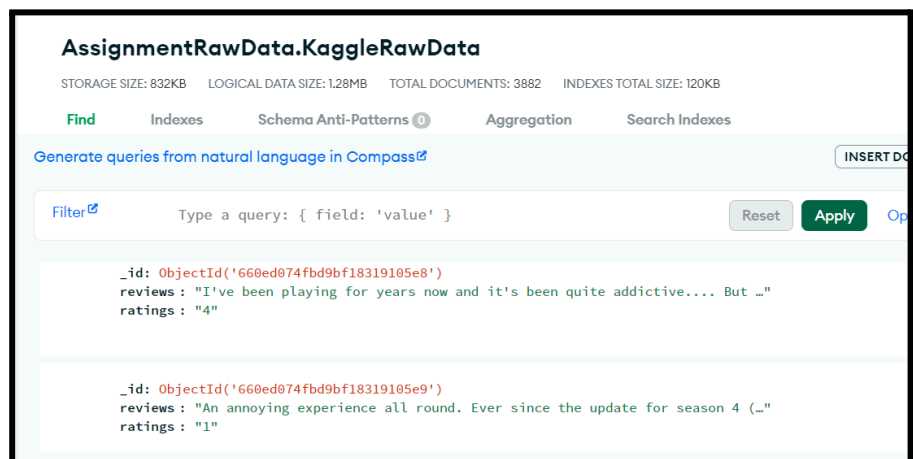 AssignmentRawData.KaggleRawData
STORAGE SIZE: 832KB LOGICAL DATA SIZE: 1.28MB TOTAL DOCUMENTS: 3882 INDEXES TOTAL SIZE: 120KB
Find Indexes Schema Anti-Patterns 0 Aggregation Search Indexes
Generate queries from natural language in Compass
INSERT DO
Filter Type a query: { field: 'value' } Reset Apply Op
_id: ObjectId('660ed074fbd9bf18319105e8')
reviews : "I've been playing for years now and it's been quite addictive.... But …"
ratings : "4"
_id: ObjectId('660ed074fbd9bf18319105e9')
reviews : "An annoying experience all round. Ever since the update for season 4 (…"
ratings : "1"